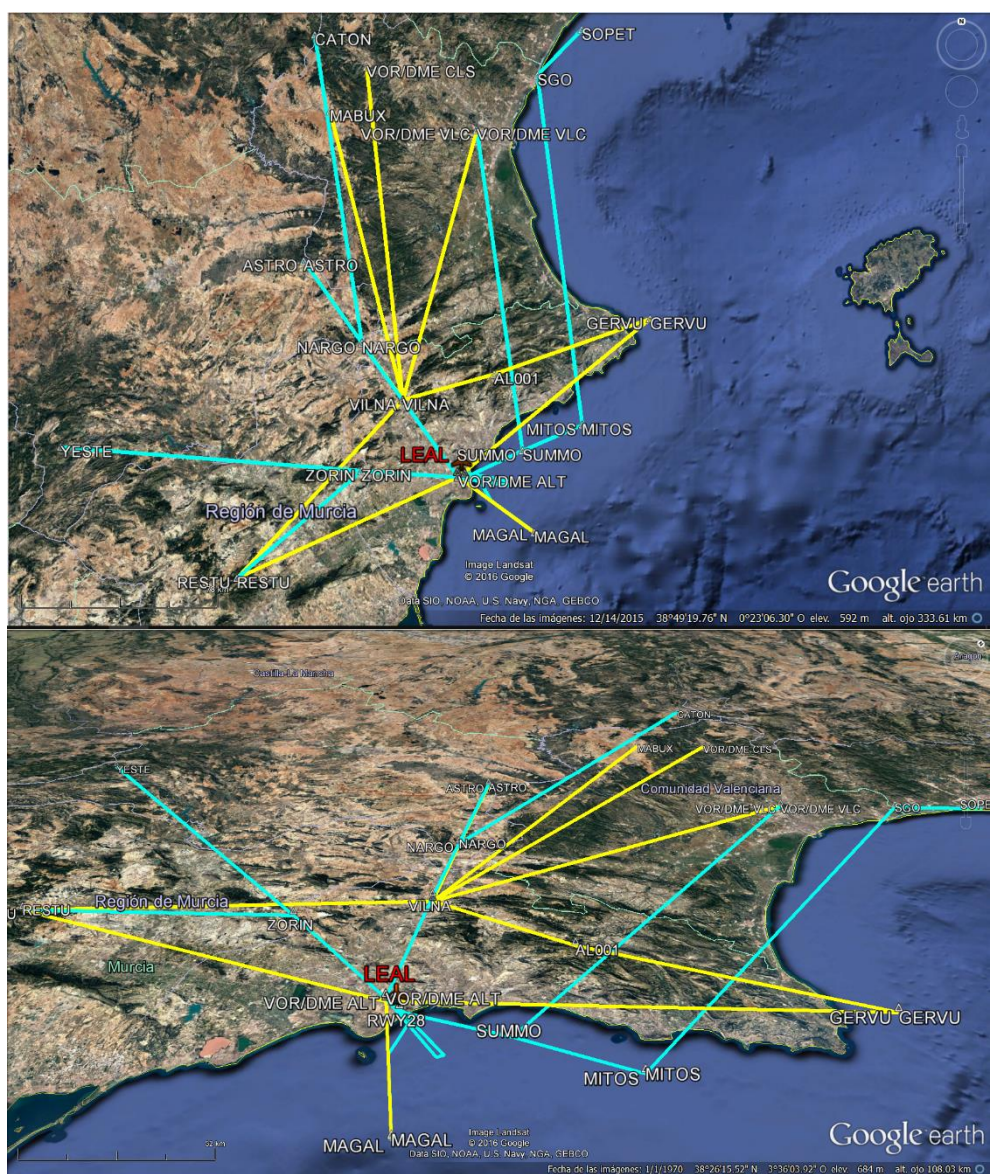 CATON
SOPET
VOR/DME CLS
SGO
MABUX
VOR/DME VLC VOR/DME VLC
ASTRO ASTRO
GERVU GERVU
NARGO NARGO
AL001
VILNA VILNA
MITOS MITOS
YESTE
LEAL
SUMMO SUMMO
ZORIN ZORIN
VOR/DME ALT
Región de Murcia
MAGAL MAGAL
RESTU RESTU
Image Landsat
© 2016 Google
Data SIO, NOAA, U.S. Navy, NGA, GEBCO
Google earth
Fecha de las imágenes: 12/14/2015 38°49'19.76" N 0°23'06.30" O elev. 592 m alt. ojo 333.61 km
Castilla-La Mancha
CATON
MABUX
VOR/DME CLS
YESTE
ASTRO ASTRO
Comunidad Valenciana
VOR/DME VLC VOR/DME VLC
SGO
NARGO NARGO
RESTU
Región de Murcia
VILNA
ZORIN
AL001
Murcia
LEAL
VOR/DME ALT VOR/DME ALT
RWY28
SUMMO
GERVU GERVU
MITOS MITOS
MAGAL MAGAL
Image Landsat
© 2016 Google
Data SIO, NOAA, U.S. Navy, NGA, GEBCO
Google earth
Fecha de las imágenes: 1/1/1970 38°26'15.52" N 3°36'03.92" O elev. 684 m alt. ojo 108.03 km